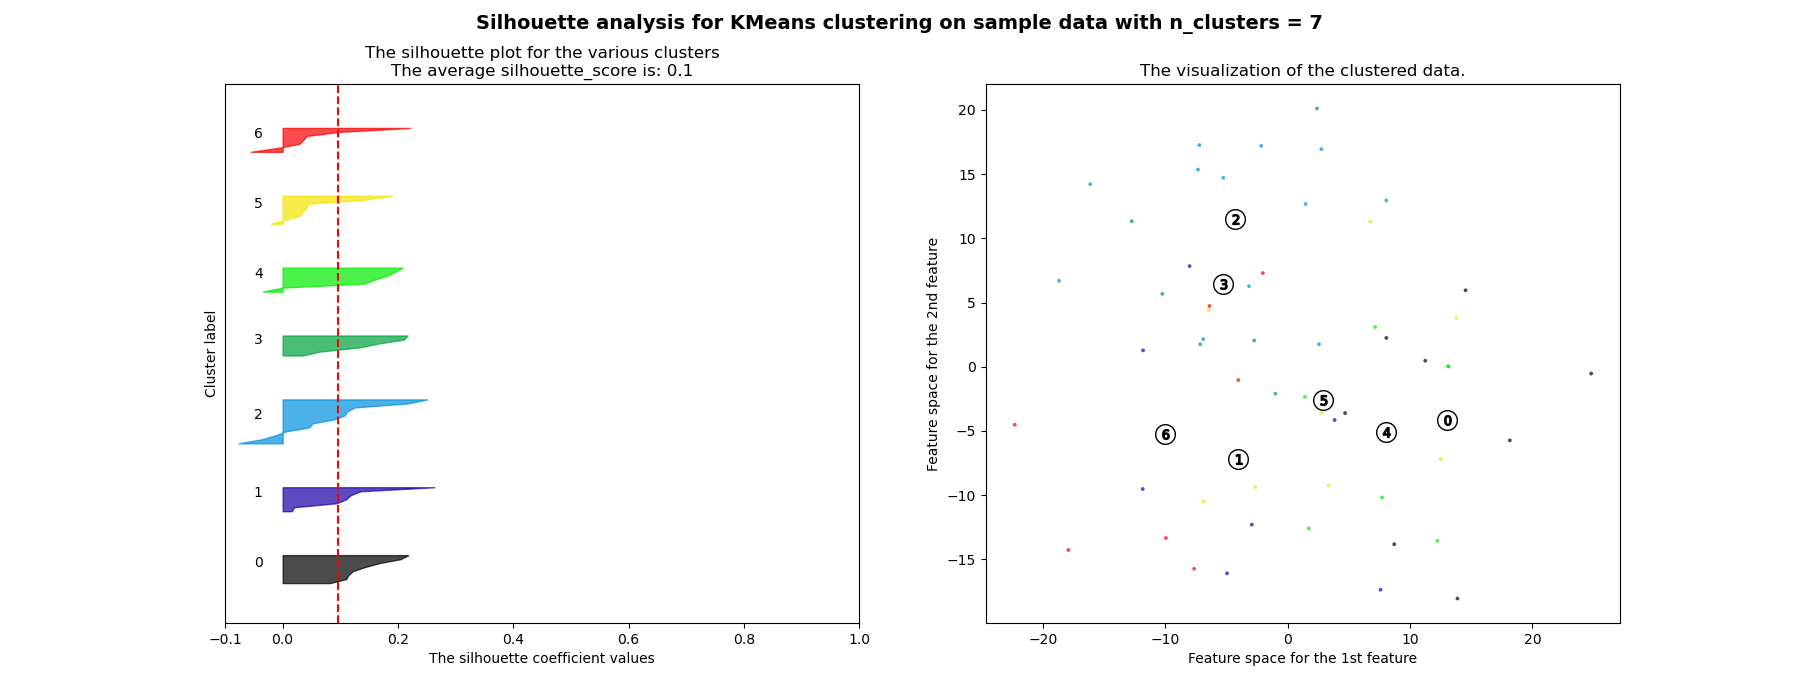 Silhouette analysis for KMeans clustering on sample data with n_clusters = 7
The silhouette plot for the various clusters
The average silhouette_score is: 0.1
Cluster label
6
5
4
3
2
1
0
−0.1 0.0 0.2 0.4 0.6 0.8 1.0
The silhouette coefficient values
The visualization of the clustered data.
Feature space for the 2nd feature
20
15
10
5
0
−5
−10
−15
2
3
5
0
4
6
1
−20 −10 0 10 20
Feature space for the 1st feature